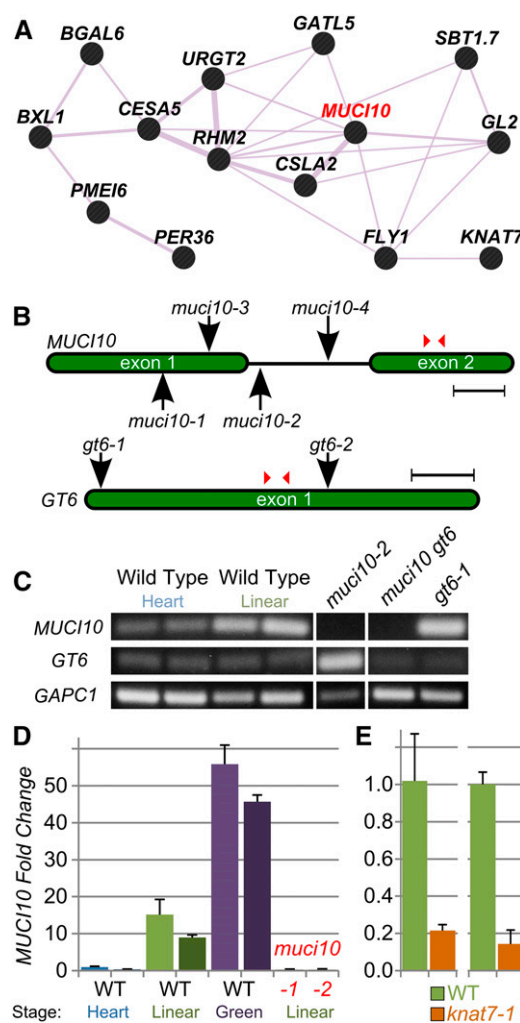 A
BGAL6
GATL5
SBT1.7
URGT2
BXL1
CESA5
MUCI10
RHM2
GL2
CSLA2
PMEI6
PER36
FLY1
KNAT7
B
muci10-3
muci10-4
MUCI10
exon 1
exon 2
muci10-1
muci10-2
gt6-1
gt6-2
GT6
exon 1
C
Wild Type
Wild Type
muci10-2
muci10 gt6
gt6-1
Heart
Linear
MUCI10
GT6
GAPC1
D
MUCI10 Fold Change
50
40
30
20
10
0
muci10
WT
WT
WT
-1
-2
Stage:
Heart
Linear
Green
Linear
E
1.0
0.8
0.6
0.4
0.2
0.0
WT
knat7-1